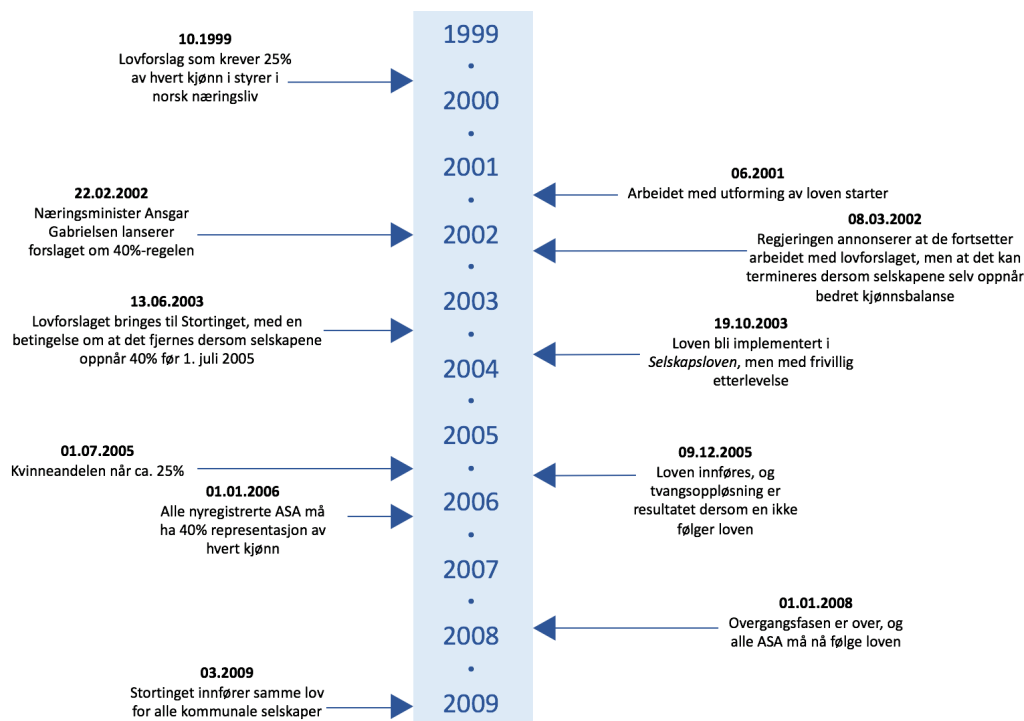 1999
10.1999
Lovforslag som krever 25%
av hvert kjønn i styrer i
norsk næringsliv
2000
2001
06.2001
Arbeidet med utforming av loven starter
22.02.2002
Næringsminister Ansgar
Gabrielsen lanserer
forslaget om 40%-regelen
2002
08.03.2002
Regjeringen annonserer at de fortsetter
arbeidet med lovforslaget, men at det kan
termineres dersom selskapene selv oppnår
bedret kjønnsbalanse
2003
13.06.2003
Lovforslaget bringes til Stortinget, med en
betingelse om at det fjernes dersom selskapene
oppnår 40% før 1. juli 2005
19.10.2003
Loven bli implementert i
Selskapsloven, men med frivillig
etterlevelse
2004
2005
01.07.2005
Kvinneandelen når ca. 25%
09.12.2005
Loven innføres, og
tvangsoppløsning er
resultatet dersom en ikke
følger loven
01.01.2006
Alle nyregistrerte ASA må
ha 40% representasjon av
hvert kjønn
2006
2007
01.01.2008
Overgangsfasen er over, og
alle ASA må nå følge loven
2008
03.2009
Stortinget innfører samme lov
for alle kommunale selskaper
2009